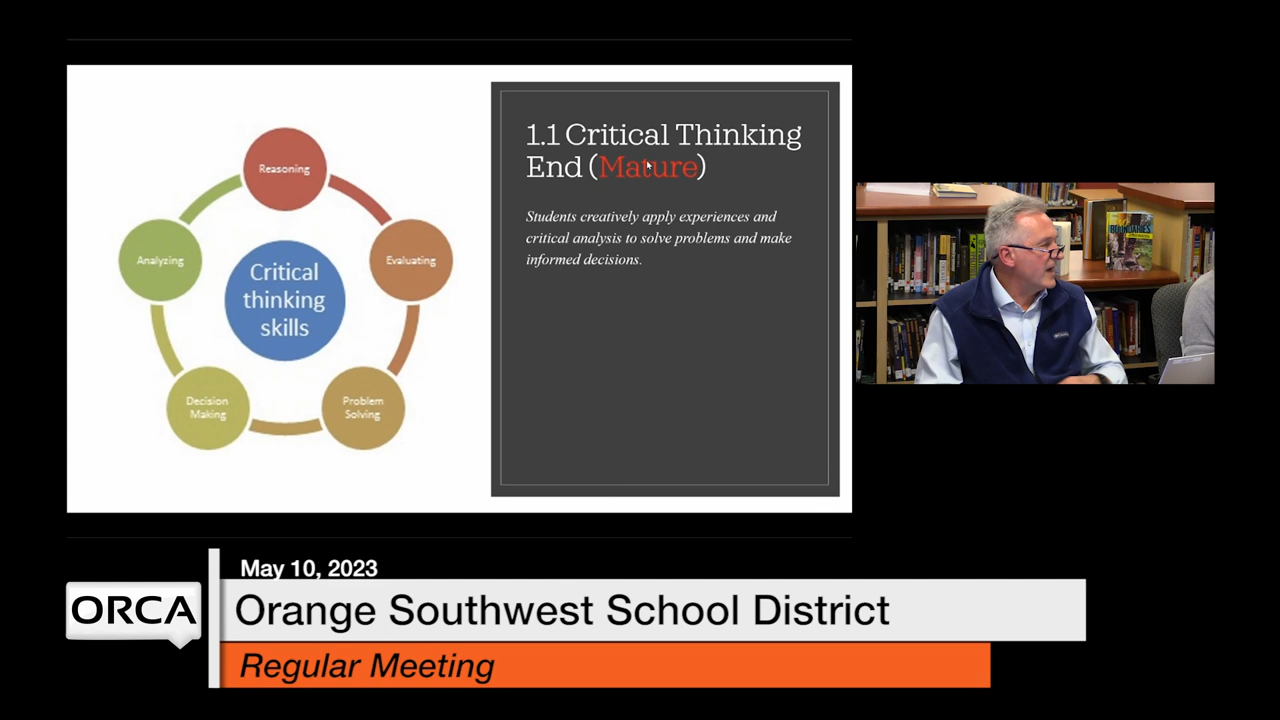 Reasoning
Evaluating
Problem
Solving
Decision
Making
Analyzing
Critical
thinking
skills
1.1 Critical Thinking
End (Mature)
Students creatively apply experiences and
critical analysis to solve problems and make
informed decisions.
BOUNDARIES
May 10, 2023
ORCA
Orange Southwest School District
Regular Meeting